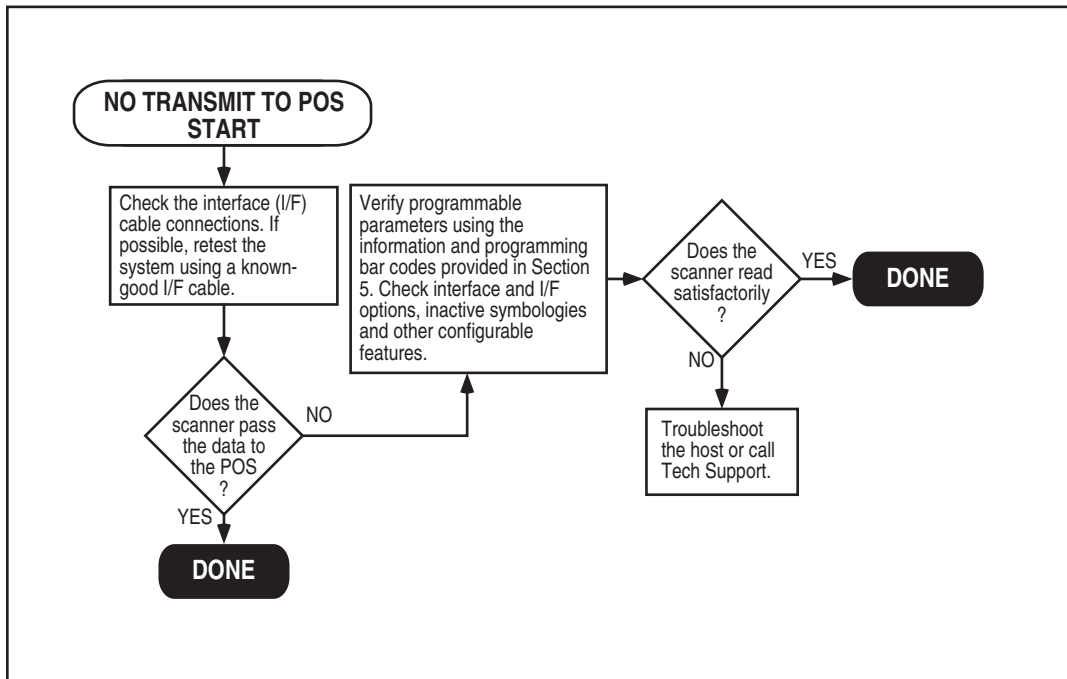 NO TRANSMIT TO POS
START
Check the interface (I/F)
cable connections. If
possible, retest the
system using a known-
good I/F cable.
Does the
scanner pass
the data to
the POS
?
NO
YES
DONE
Verify programmable
parameters using the
information and programming
bar codes provided in Section
5. Check interface and I/F
options, inactive symbologies
and other configurable
features.
Does the
scanner read
satisfactorily
?
YES
DONE
NO
Troubleshoot
the host or call
Tech Support.